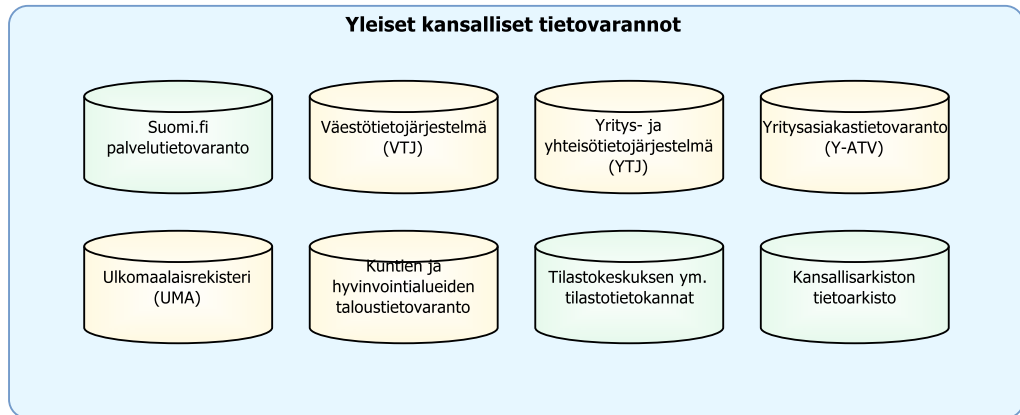 Yleiset kansalliset tietovarannot
Suomi.fi
palvelutietovaranto
Väestötietojärjestelmä
(VTJ)
Yritys- ja
yhteisötietojärjestelmä
(YTJ)
Yritysasiakastietovaranto
(Y-ATV)
Ulkomaalaisrekisteri
(UMA)
Kuntien ja
hyvinvointialueiden
taloustietovaranto
Tilastokeskuksen ym.
tilastotietokannat
Kansallisarkiston
tietoarkisto